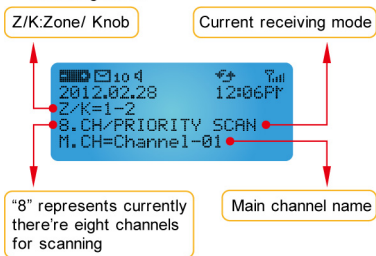 Z/K:Zone/ Knob
Current receiving mode
10
2012.02.28 12:06PM
Z/K=1-2
8.CH/PRIORITY SCAN
M.CH=Channel-01
"8" represents currently
there're eight channels
for scanning
Main channel name